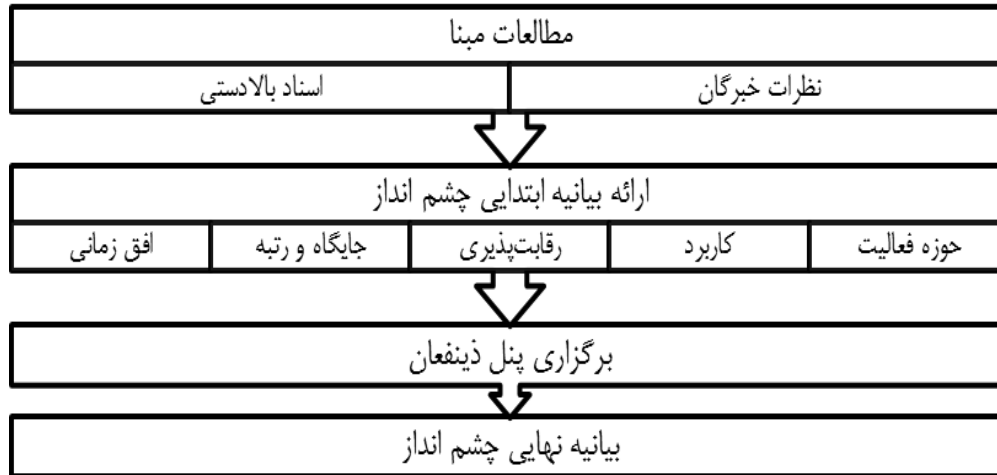 مطالعات مبنا
نظرات خبرگان
اسناد بالادستی
ارائه بیانیه ابتدایی چشم انداز
حوزه فعالیت
کاربرد
رقابت‌پذیری
جایگاه و رتبه
افق زمانی
برگزاری پنل ذینفعان
بیانیه نهایی چشم انداز